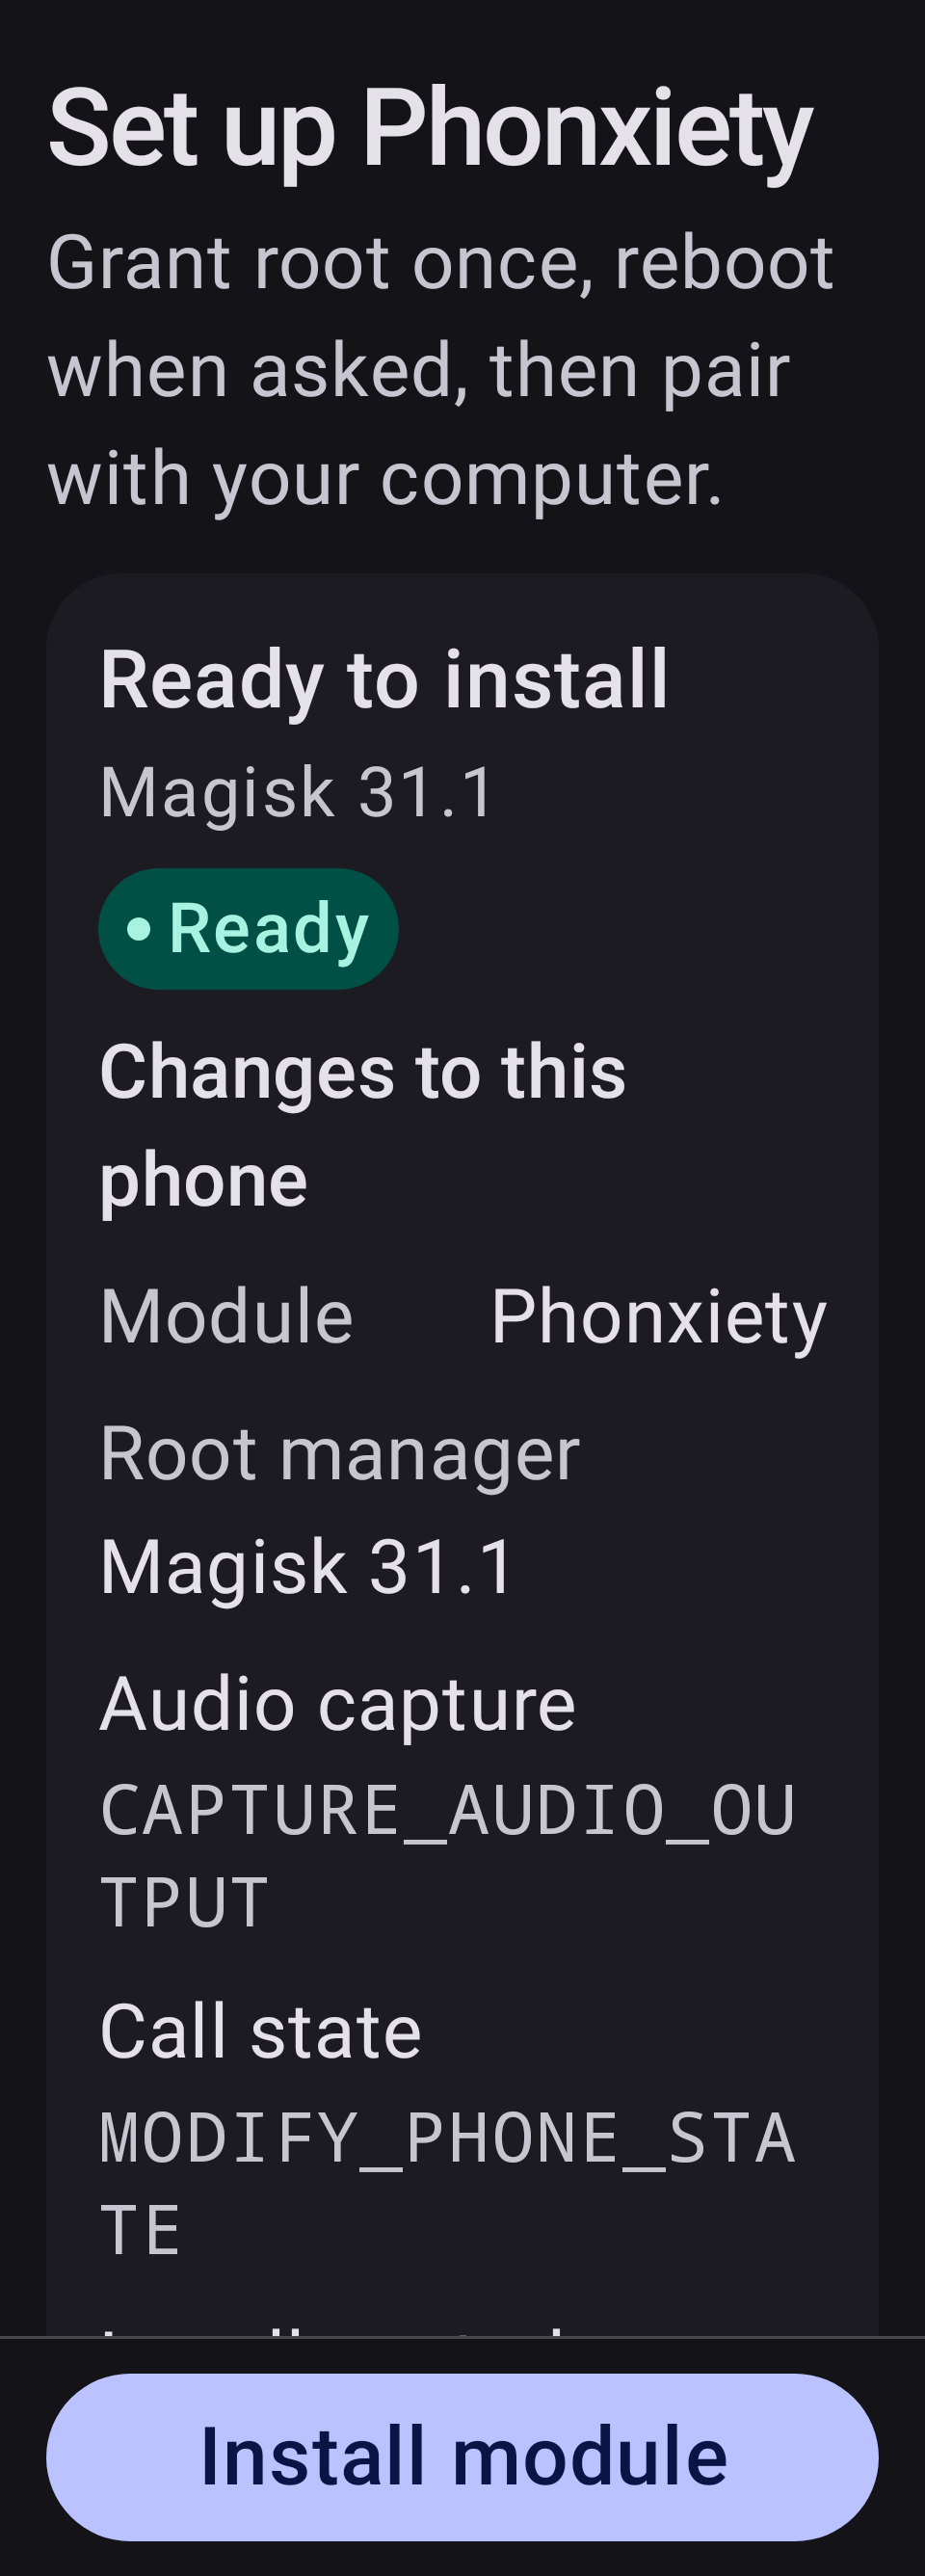 Set up Phonxiety
Grant root once, reboot
when asked, then pair
with your computer.
Ready to install
Magisk 31.1
Ready
Changes to this
phone
Module Phonxiety
Root manager
Magisk 31.1
Audio capture
CAPTURE_AUDIO_OU
TPUT
Call state
MODIFY_PHONE_STA
TE
Install module